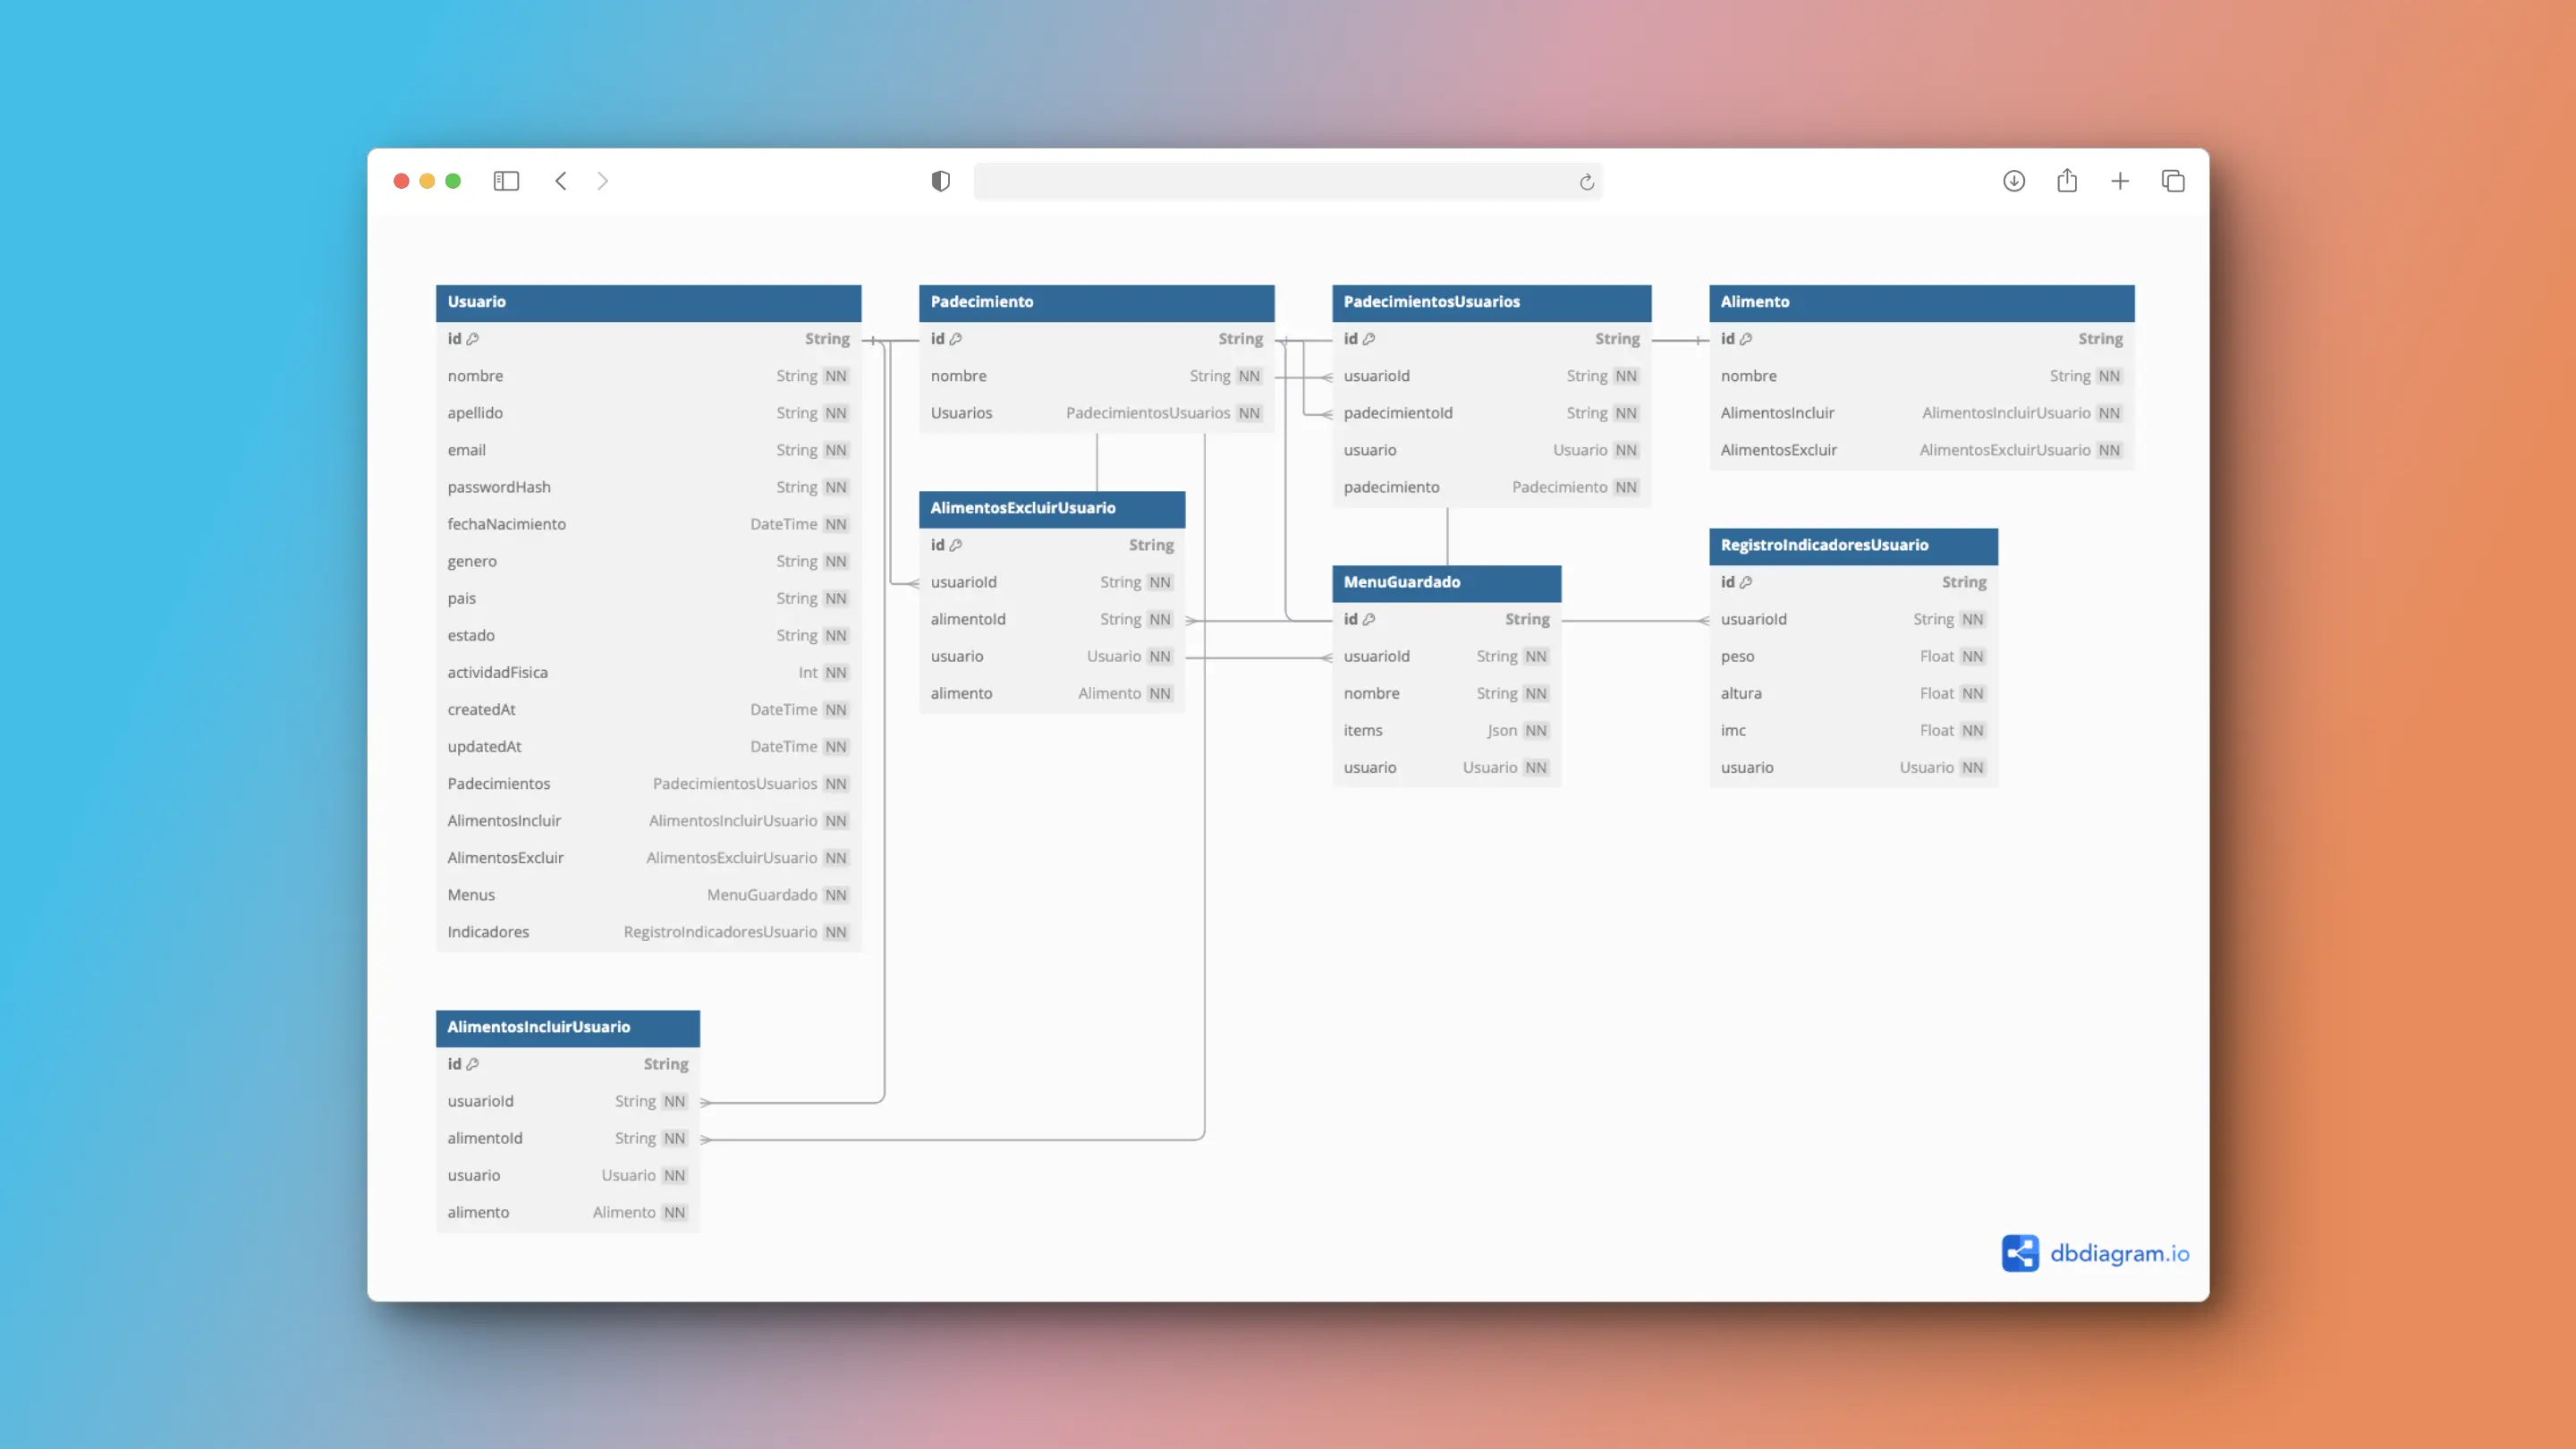 Usuario
id String
nombre String NN
apellido String NN
email String NN
passwordHash String NN
fechaNacimiento DateTime NN
genero String NN
pais String NN
estado String NN
actividadFisica Int NN
createdAt DateTime NN
updatedAt DateTime NN
Padecimientos PadecimientosUsuarios NN
AlimentosIncluir AlimentosIncluirUsuario NN
AlimentosExcluir AlimentosExcluirUsuario NN
Menus MenuGuardado NN
Indicadores RegistroIndicadoresUsuario NN
AlimentosIncluirUsuario
id String
usuarioId String NN
alimentoId String NN
usuario Usuario NN
alimento Alimento NN
Padecimiento
id String
nombre String NN
Usuarios PadecimientosUsuarios NN
AlimentosExcluirUsuario
id String
usuarioId String NN
alimentoId String NN
usuario Usuario NN
alimento Alimento NN
PadecimientosUsuarios
id String
usuarioId String NN
padecimientoId String NN
usuario Usuario NN
padecimiento Padecimiento NN
MenuGuardado
id String
usuarioId String NN
nombre String NN
items Json NN
usuario Usuario NN
Alimento
id String
nombre String NN
AlimentosIncluir AlimentosIncluirUsuario NN
AlimentosExcluir AlimentosExcluirUsuario NN
RegistroIndicadoresUsuario
id String
usuarioId String NN
peso Float NN
altura Float NN
imc Float NN
usuario Usuario NN
dbdiagram.io